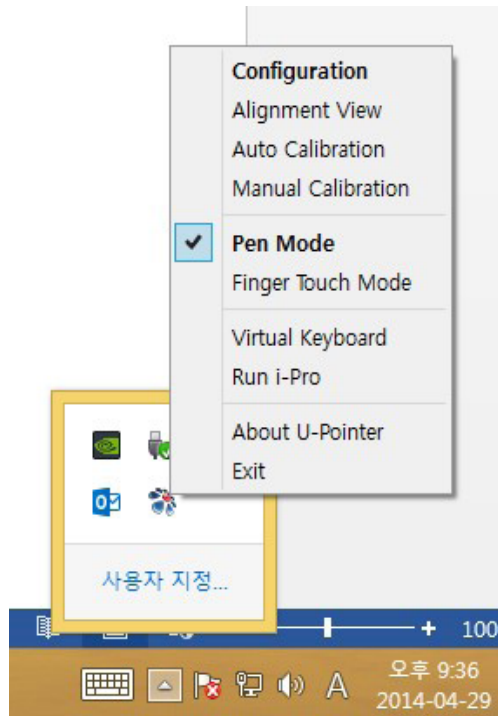 Configuration
Alignment View
Auto Calibration
Manual Calibration
Pen Mode
Finger Touch Mode
Virtual Keyboard
Run i-Pro
About U-Pointer
Exit
사용자 지정...
100
A
오후 9:36
2014-04-29